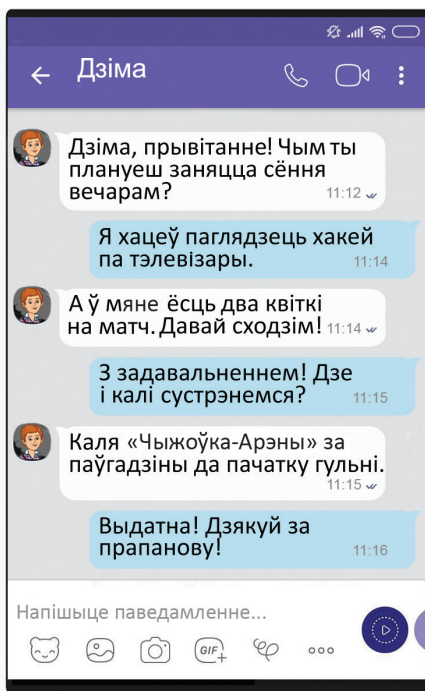 Дзіма
Дзіма, прывітанне! Чым ты
плануеш заняцца сёння
вечарам?
11:12
Я хацеў паглядзець хакей
па тэлевізары.
11:14
А ў мяне ёсць два квіткі
на матч. Давай сходзім!
11:14
З задавальненнем! Дзе
і калі сустрэнемся?
11:15
Каля «Чыжоўка-Арэны» за
паўгадзіны да пачатку гульні.
11:15
Выдатна! Дзякуй за
прапанову!
11:16
Напішыце паведамленне...
GIF